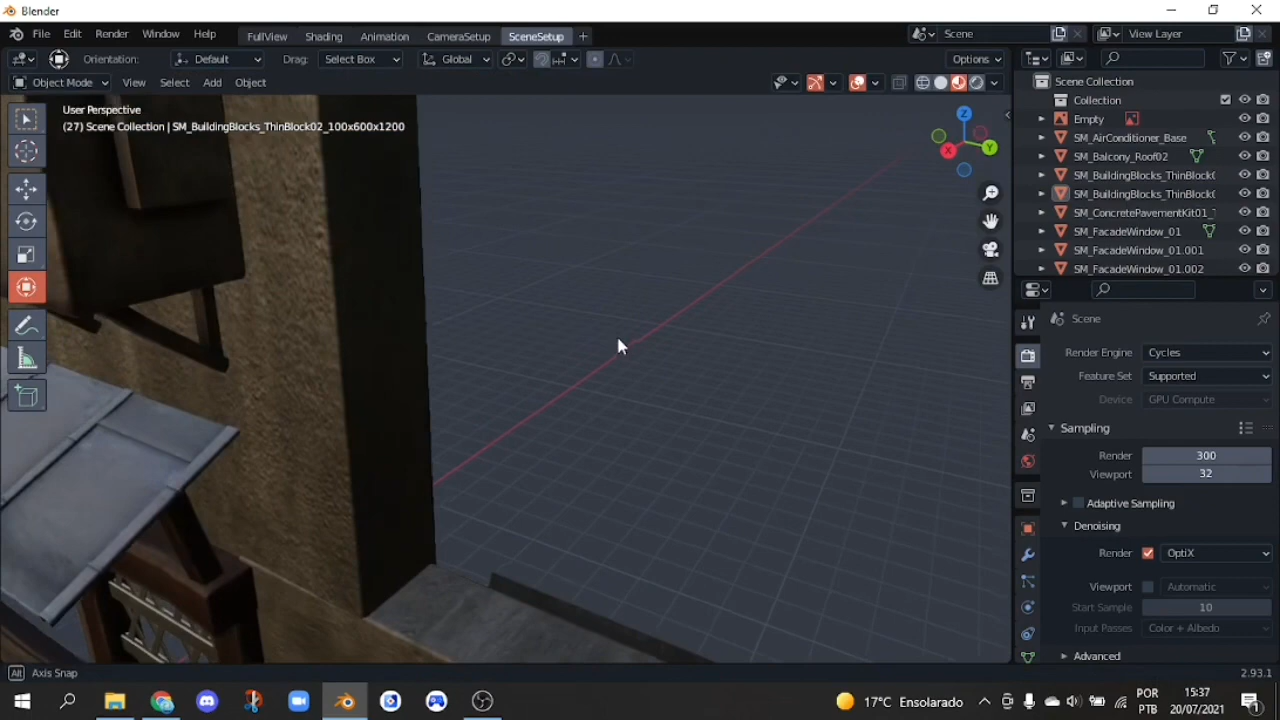 Blender
File Edit Render Window Help
FullView Shading Animation CameraSetup SceneSetup
Scene
View Layer
Orientation: Default Drag: Select Box Global Options
Object Mode View Select Add Object
User Perspective
(27) Scene Collection | SM_BuildingBlocks_ThinBlock02_100x600x1200
Z
Y
X
Scene Collection
Collection
Empty
SM_AirConditioner_Base
SM_Balcony_Roof02
SM_BuildingBlocks_ThinBlock
SM_BuildingBlocks_ThinBlock
SM_ConcretePavementKit01_
SM_FacadeWindow_01
SM_FacadeWindow_01.001
SM_FacadeWindow_01.002
Scene
Render Engine Cycles
Feature Set Supported
Device GPU Compute
Sampling
Render 300
Viewport 32
Adaptive Sampling
Denoising
Render OptiX
Viewport Automatic
Start Sample 10
Input Passes Color + Albedo
Advanced
Alt Axis Snap
2.93.1
17°C Ensolarado
POR
PTB
15:37
20/07/2021
1